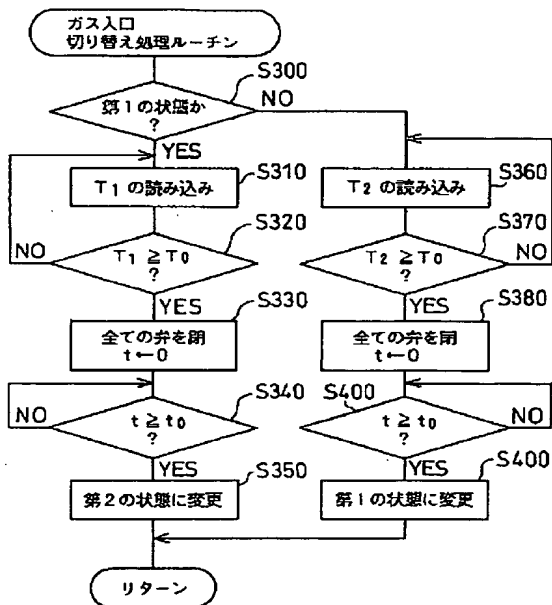 ガス入口
切り替え処理ルーチン
S300
第1の状態か
?
NO
YES
S310
T1 の読み込み
S320
T1 ≧ T0
?
NO
YES
S330
全ての弁を閉
t←0
S340
t ≧ t0
?
NO
YES
S350
第2の状態に変更
S360
T2 の読み込み
S370
T2 ≧ T0
?
NO
YES
S380
全ての弁を閉
t←0
S400
t ≧ t0
?
NO
YES
S400
第1の状態に変更
リターン